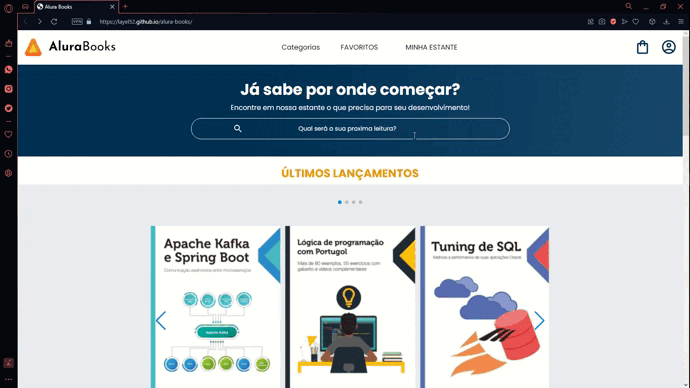 Alura Books
VPN
https://layel52.github.io/alura-books/
AluraBooks
Categorias
FAVORITOS
MINHA ESTANTE
Já sabe por onde começar?
Encontre em nossa estante o que precisa para seu desenvolvimento!
Qual será a sua proxima leitura?
ÚLTIMOS LANÇAMENTOS
Apache Kafka
e Spring Boot
Comunicação assíncrona entre microsserviços
Apache Kafka
Lógica de programação
com Portugol
Mais de 80 exemplos, 55 exercícios com
gabarito e vídeos complementares
Tuning de SQL
Melhore a performance de suas aplicações Oracle